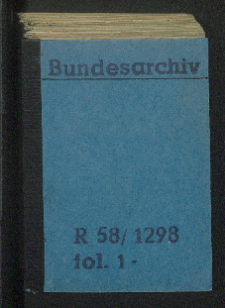 Bundesarchiv
R 58/1298
fol. 1-